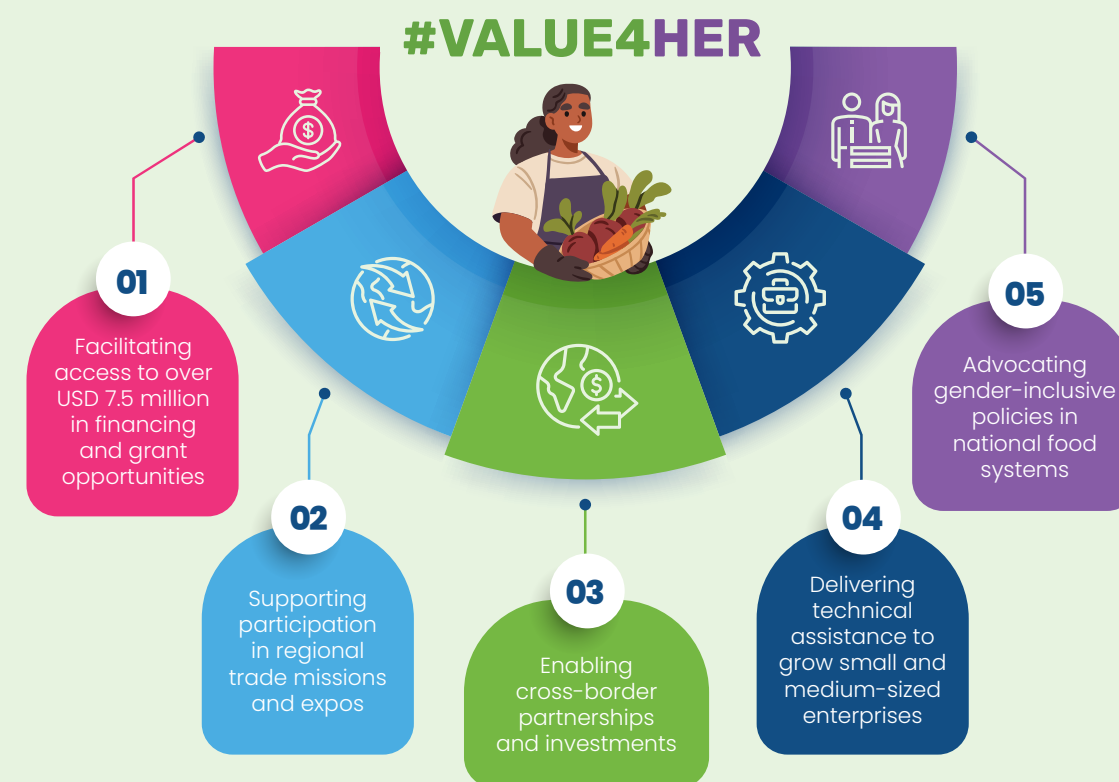 #VALUE4HER
01
Facilitating
access to over
USD 7.5 million
in financing
and grant
opportunities
02
Supporting
participation
in regional
trade missions
and expos
03
Enabling
cross-border
partnerships
and investments
04
Delivering
technical
assistance to
grow small and
medium-sized
enterprises
05
Advocating
gender-inclusive
policies in
national food
systems
$
$